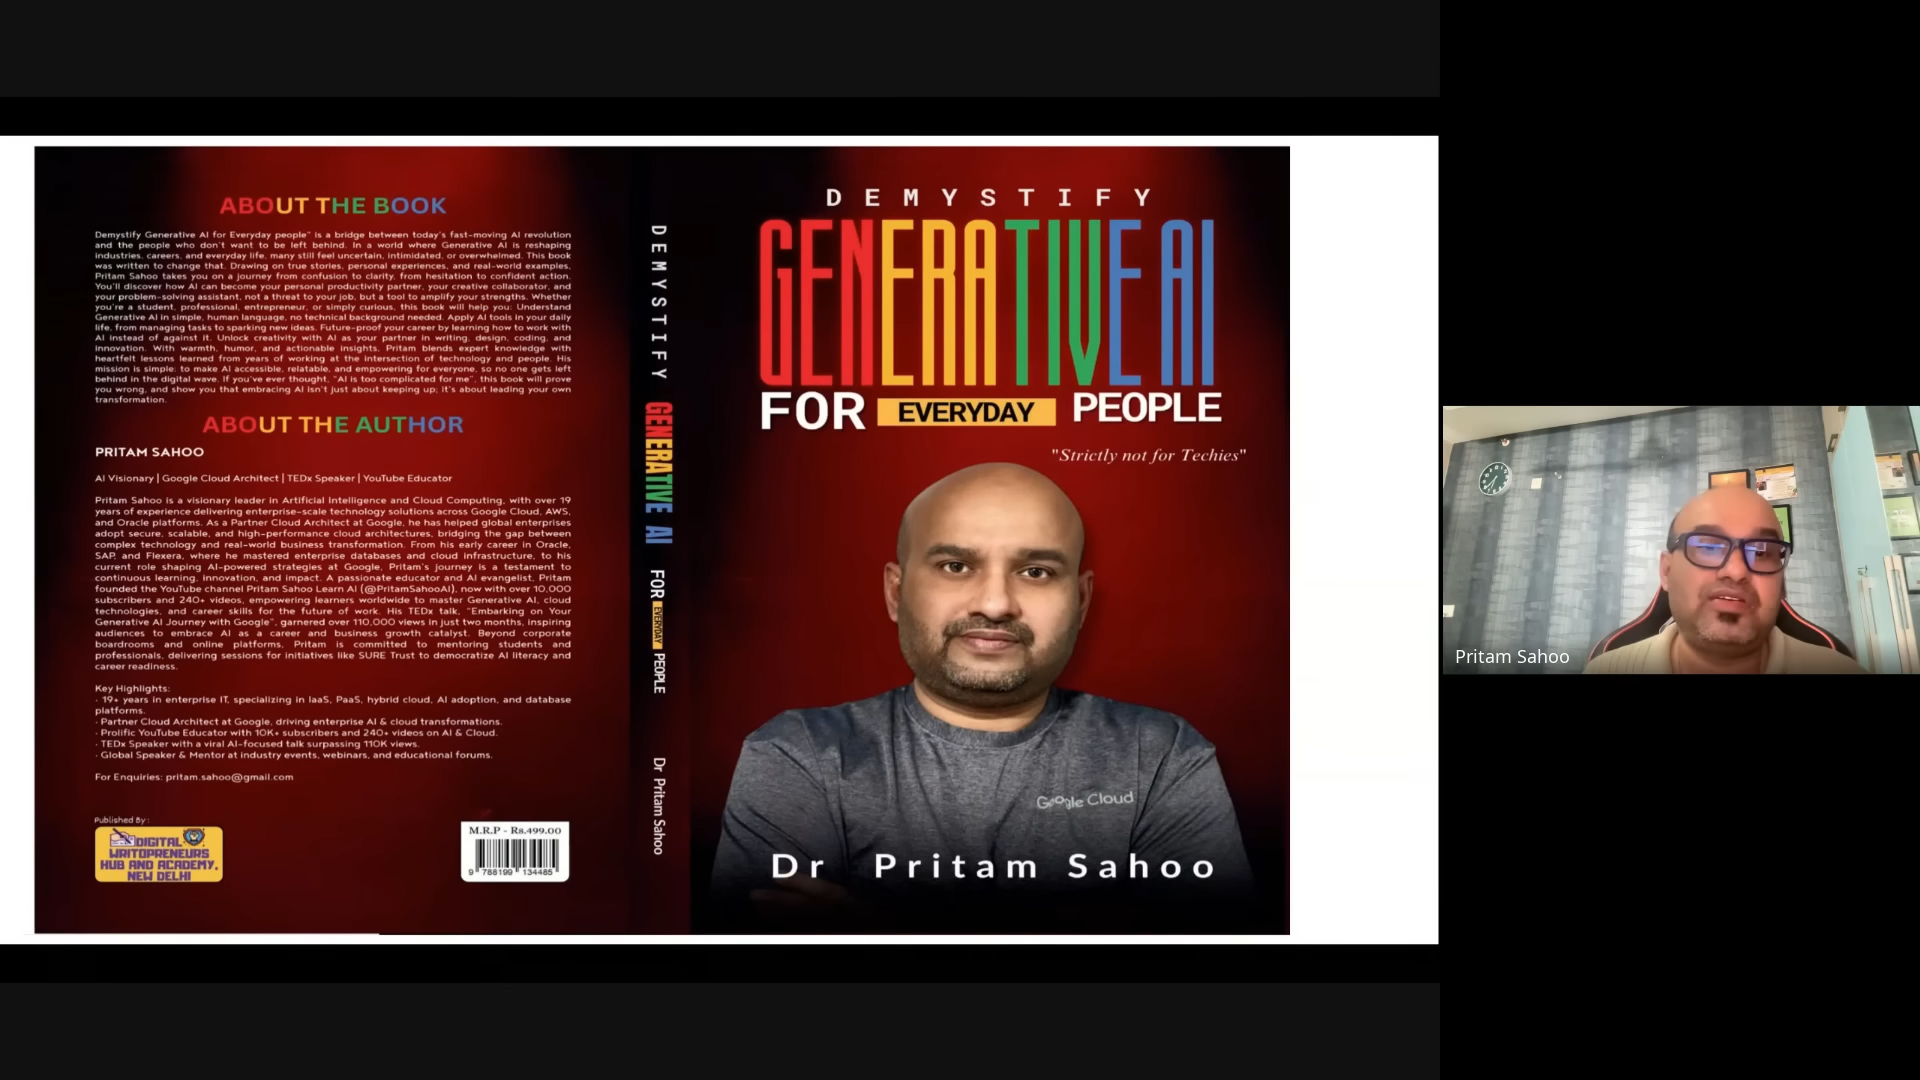 ABOUT THE BOOK
Demystify Generative AI for Everyday people" is a bridge between today's fast-moving AI revolution
and the people who don't want to be left behind. In a world where Generative AI is reshaping
industries, careers, and everyday life, many still feel uncertain, intimidated, or overwhelmed. This book
was written to change that. Drawing on true stories, personal experiences, and real-world examples,
Pritam Sahoo takes you on a journey from confusion to clarity, from hesitation to confident action.
You'll discover how AI can become your personal productivity partner, your creative collaborator, and
your problem-solving assistant, not a threat to your job, but a tool to amplify your strengths. Whether
you're a student, professional, entrepreneur, or simply curious, this book will help you: Understand
Generative AI in simple, human language, no technical background needed. Apply AI tools in your daily
life, from managing tasks to sparking new ideas. Future-proof your career by learning how to work with
AI instead of against it. Unlock creativity with AI as your partner in writing, design, coding, and
innovation. With warmth, humor, and actionable insights, Pritam blends expert knowledge with
heartfelt lessons learned from years of working at the intersection of technology and people. His
mission is simple: to make AI accessible, relatable, and empowering for everyone, so no one gets left
behind in the digital wave. If you've ever thought, "AI is too complicated for me", this book will prove
you wrong, and show you that embracing AI isn't just about keeping up; it's about leading your own
transformation.
ABOUT THE AUTHOR
PRITAM SAHOO
AI Visionary | Google Cloud Architect | TEDx Speaker | YouTube Educator
Pritam Sahoo is a visionary leader in Artificial Intelligence and Cloud Computing, with over 19
years of experience delivering enterprise-scale technology solutions across Google Cloud, AWS,
and Oracle platforms. As a Partner Cloud Architect at Google, he has helped global enterprises
adopt secure, scalable, and high-performance cloud architectures, bridging the gap between
complex technology and real-world business transformation. From his early career in Oracle,
SAP, and Flexera, where he mastered enterprise databases and cloud infrastructure, to his
current role shaping AI-powered strategies at Google, Pritam's journey is a testament to
continuous learning, innovation, and impact. A passionate educator and AI evangelist, Pritam
founded the YouTube channel Pritam Sahoo Learn AI (@PritamSahooAI), now with over 10,000
subscribers and 240+ videos, empowering learners worldwide to master Generative AI, cloud
technologies, and career skills for the future of work. His TEDx talk, "Embarking on Your
Generative AI Journey with Google", garnered over 110,000 views in just two months, inspiring
audiences to embrace AI as a career and business growth catalyst. Beyond corporate
boardrooms and online platforms, Pritam is committed to mentoring students and
professionals, delivering sessions for initiatives like SURE Trust to democratize AI literacy and
career readiness.
Key Highlights:
· 19+ years in enterprise IT, specializing in IaaS, PaaS, hybrid cloud, AI adoption, and database
platforms.
· Partner Cloud Architect at Google, driving enterprise AI & cloud transformations.
· Prolific YouTube Educator with 10K+ subscribers and 240+ videos on AI & Cloud.
· TEDx Speaker with a viral AI-focused talk surpassing 110K views.
· Global Speaker & Mentor at industry events, webinars, and educational forums.
For Enquiries: pritam.sahoo@gmail.com
Published By :
DIGITAL
WRITOPRENEURS
HUB AND ACADEMY,
NEW DELHI
M.R.P - Rs.499.00
9 788199 134485
DEMYSTIFY GENERATIVE AI FOR EVERYDAY PEOPLE Dr Pritam Sahoo
DEMYSTIFY
GENERATIVE AI
FOR EVERYDAY PEOPLE
"Strictly not for Techies"
Google Cloud
Dr Pritam Sahoo
Pritam Sahoo